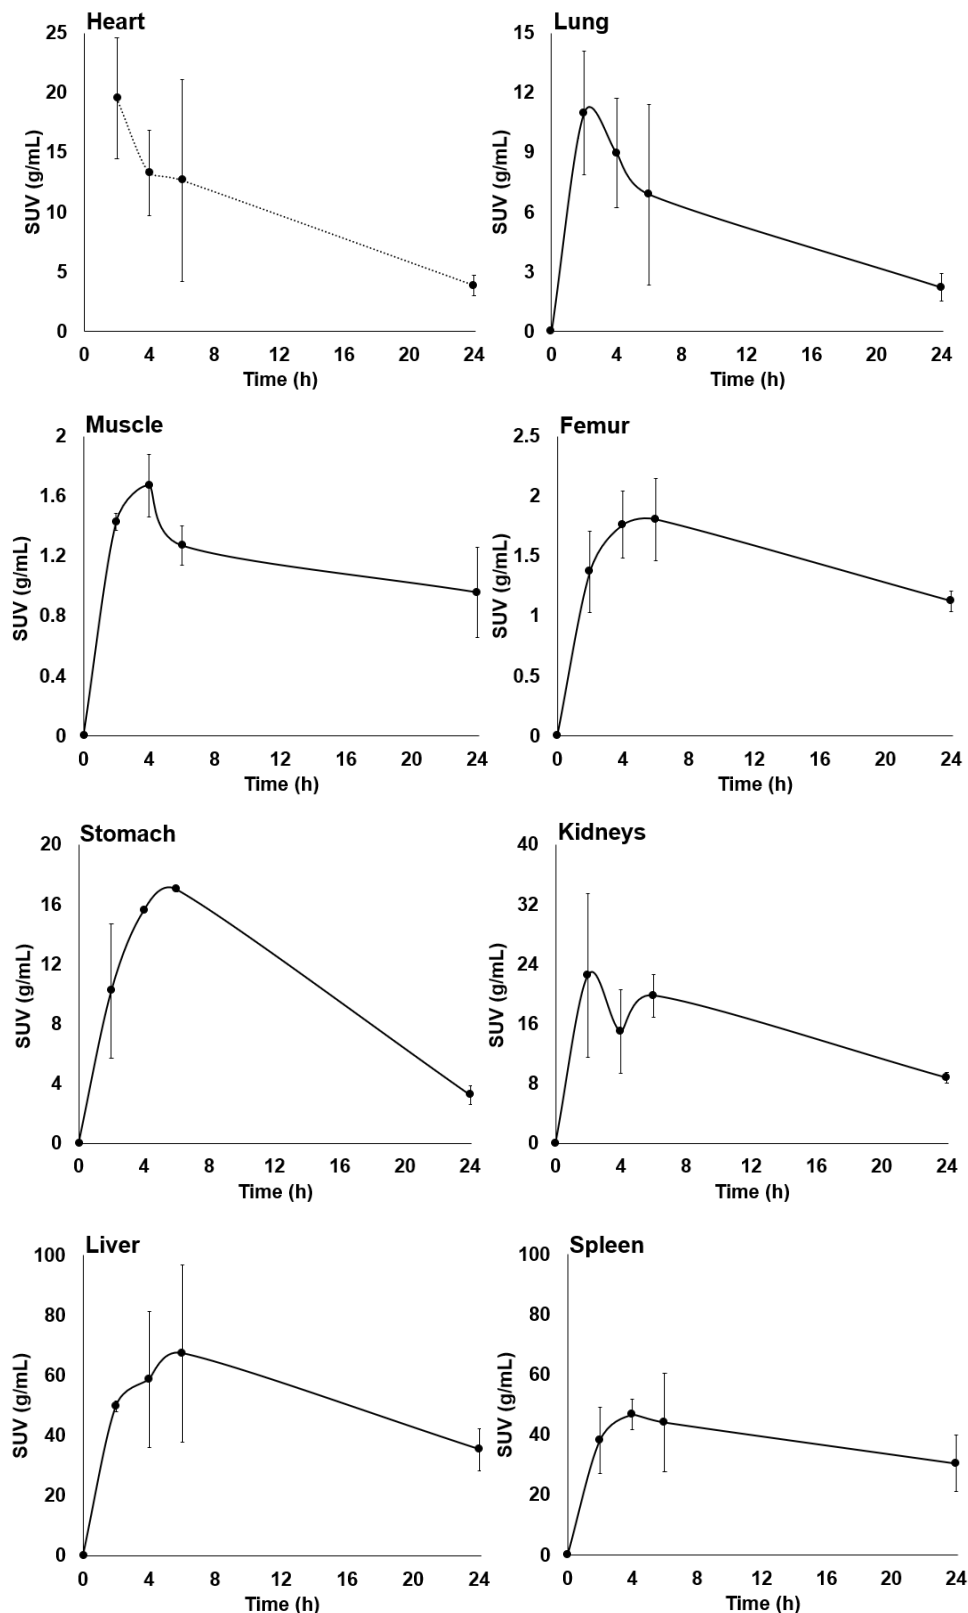 Heart
25
20
15
10
5
0
SUV (g/mL)
0 4 8 12 16 20 24
Time (h)
Lung
15
12
9
6
3
0
SUV (g/mL)
0 4 8 12 16 20 24
Time (h)
Muscle
2
1.6
1.2
0.8
0.4
0
SUV (g/mL)
0 4 8 12 16 20 24
Time (h)
Femur
2.5
2
1.5
1
0.5
0
SUV (g/mL)
0 4 8 12 16 20 24
Time (h)
Stomach
20
16
12
8
4
0
SUV (g/mL)
0 4 8 12 16 20 24
Time (h)
Kidneys
40
32
24
16
8
0
SUV (g/mL)
0 4 8 12 16 20 24
Time (h)
Liver
100
80
60
40
20
0
SUV (g/mL)
0 4 8 12 16 20 24
Time (h)
Spleen
100
80
60
40
20
0
SUV (g/mL)
0 4 8 12 16 20 24
Time (h)